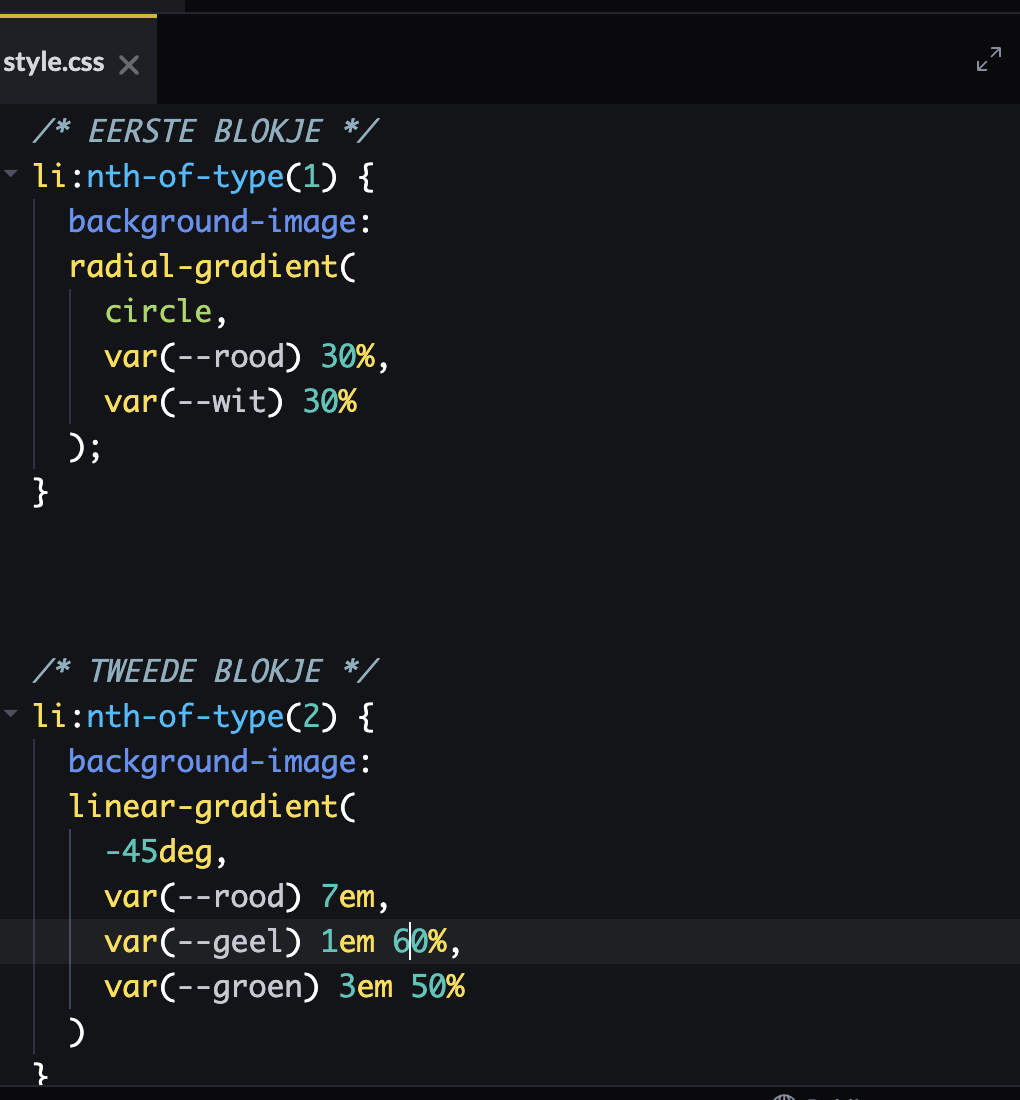 style.css
/* EERSTE BLOKJE */
li:nth-of-type(1) {
  background-image:
  radial-gradient(
    circle,
    var(--rood) 30%,
    var(--wit) 30%
  );
}
/* TWEEDE BLOKJE */
li:nth-of-type(2) {
  background-image:
  linear-gradient(
    -45deg,
    var(--rood) 7em,
    var(--geel) 1em 60%,
    var(--groen) 3em 50%
  )
}